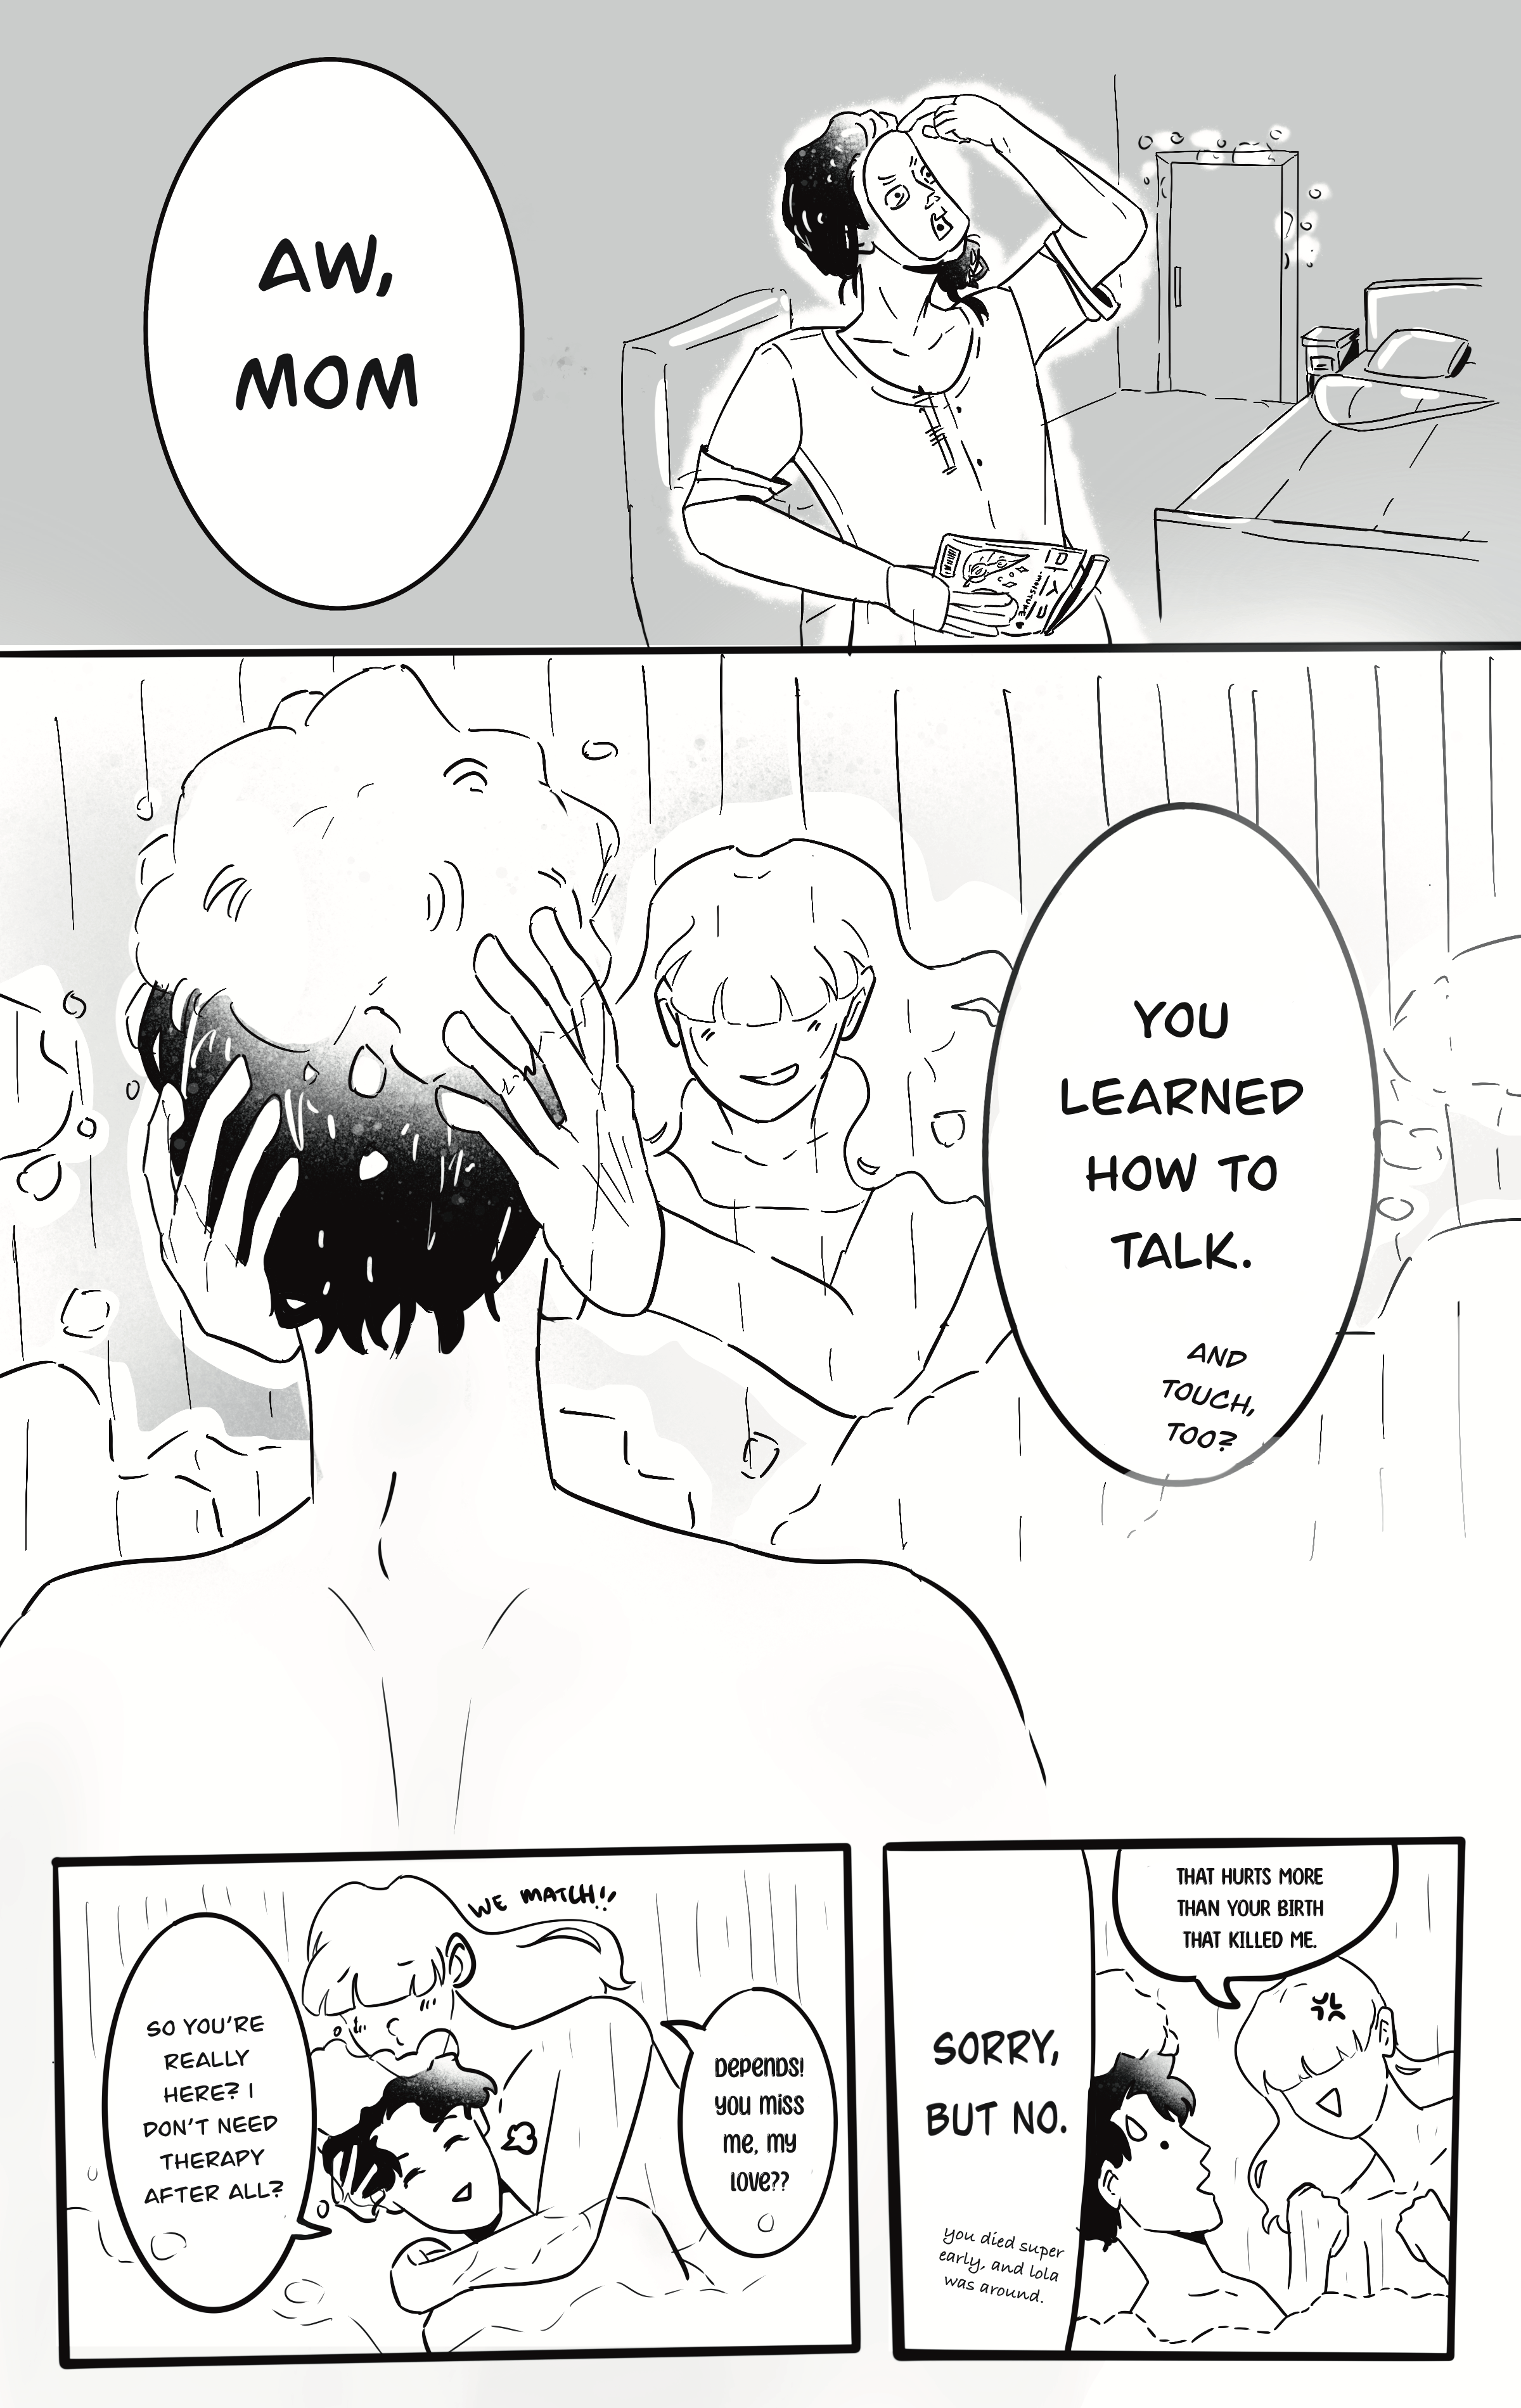 AW,
MOM
YOU
LEARNED
HOW TO
TALK.
AND
TOUCH,
TOO?
WE MATCH!!
SO YOU'RE
REALLY
HERE? I
DON'T NEED
THERAPY
AFTER ALL?
DEPENDS!
YOU MISS
ME, MY
LOVE??
THAT HURTS MORE
THAN YOUR BIRTH
THAT KILLED ME.
SORRY,
BUT NO.
you died super
early, and lola
was around.